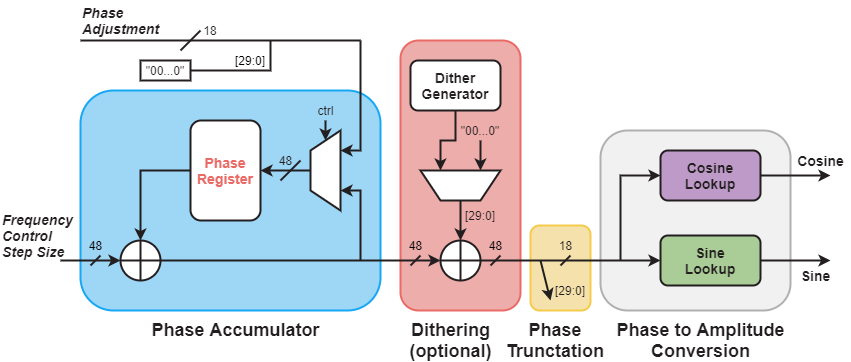 Phase
Adjustment
18
"00...0"
[29:0]
Dither
Generator
ctrl
"00...0"
Phase
Register
48
Cosine
Lookup
Cosine
[29:0]
Frequency
Control
Step Size
48
48
48
18
[29:0]
Sine
Lookup
Sine
Phase Accumulator
Dithering
(optional)
Phase
Trunctation
Phase to Amplitude
Conversion